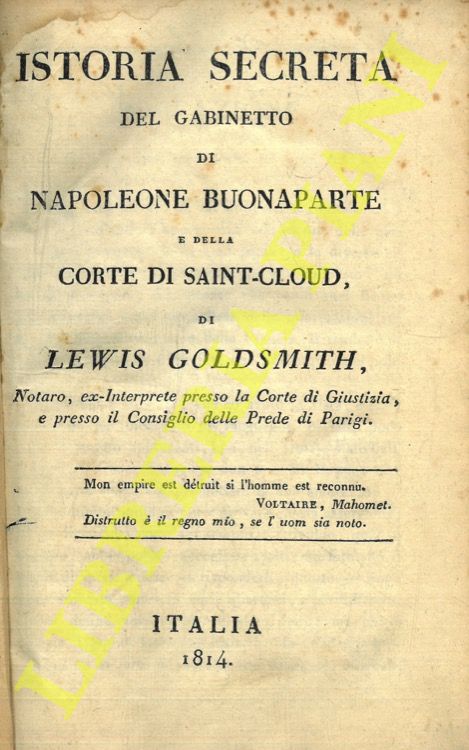 ISTORIA SECRETA
DEL GABINETTO
DI
NAPOLEONE BUONAPARTE
E DELLA
CORTE DI SAINT-CLOUD,
DI
LEWIS GOLDSMITH,
Notaro, ex-Interprete presso la Corte di Giustizia,
e presso il Consiglio delle Prede di Parigi.
Mon empire est détruit si l'homme est reconnu.
VOLTAIRE, Mahomet.
Distrutto è il regno mio, se l' uom sia noto.
ITALIA
1814.
LIBRERIA PIANI